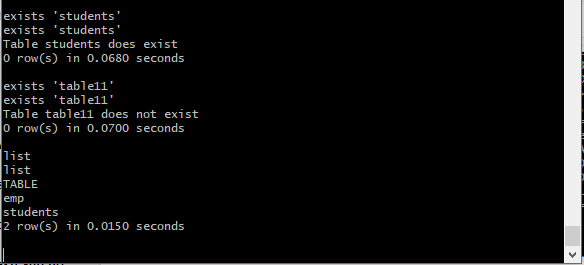 exists 'students'
exists 'students'
Table students does exist
0 row(s) in 0.0680 seconds
exists 'table11'
exists 'table11'
Table table11 does not exist
0 row(s) in 0.0700 seconds
list
list
TABLE
emp
students
2 row(s) in 0.0150 seconds